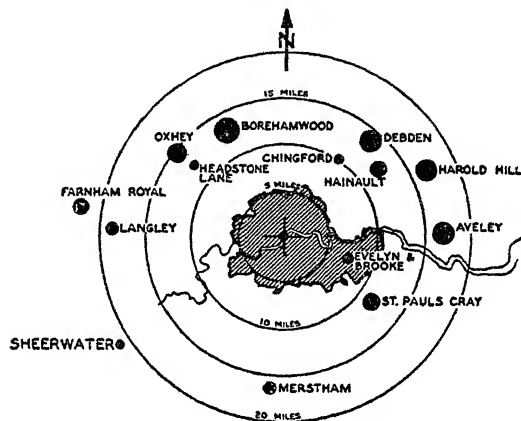 N
15 MILES
BOREHAMWOOD
OXHEY
DEBDEN
CHINGFORD
HEADSTONE
LANE
HAINAULT
HAROLD HILL
5 MILES
FARNHAM ROYAL
LANGLEY
AVELEY
EVELYN &
BROOKE
ST. PAULS CRAY
10 MILES
SHEERWATER
MERSTHAM
20 MILES